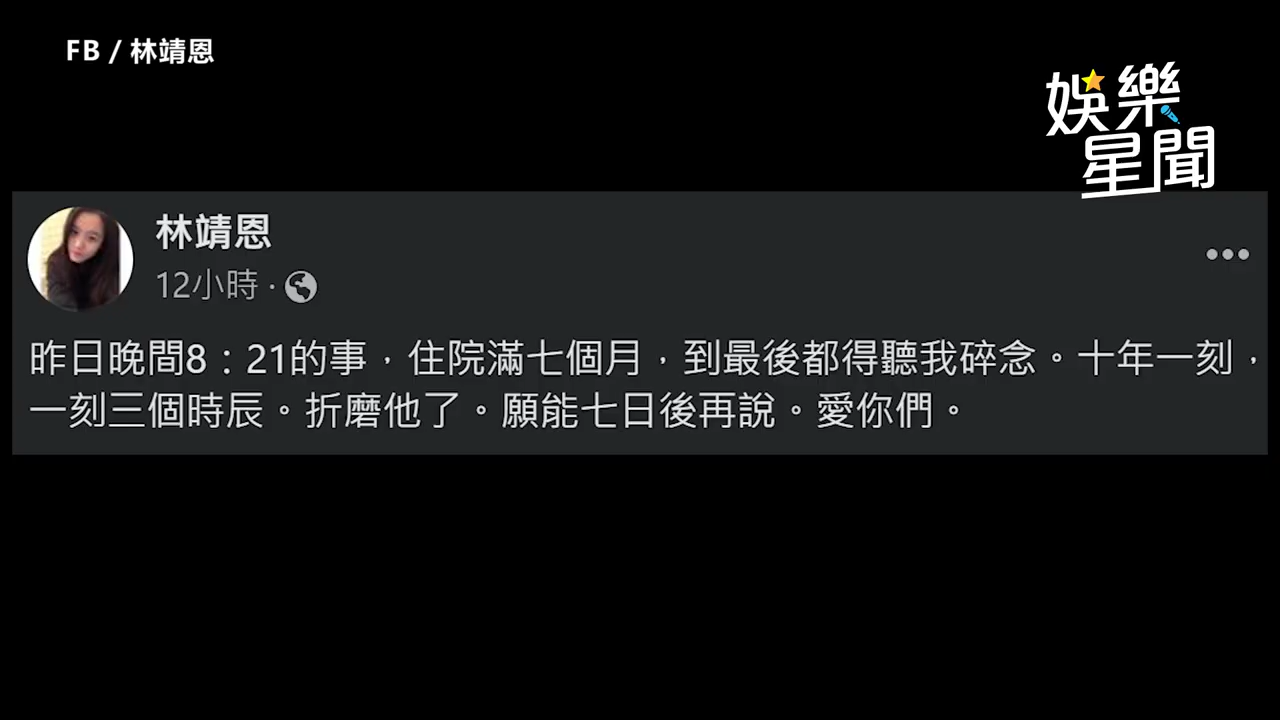 FB / 林靖恩
娛樂
星聞
林靖恩
12小時 ·
昨日晚間8：21的事，住院滿七個月，到最後都得聽我碎念。十年一刻，
一刻三個時辰。折磨他了。願能七日後再說。愛你們。